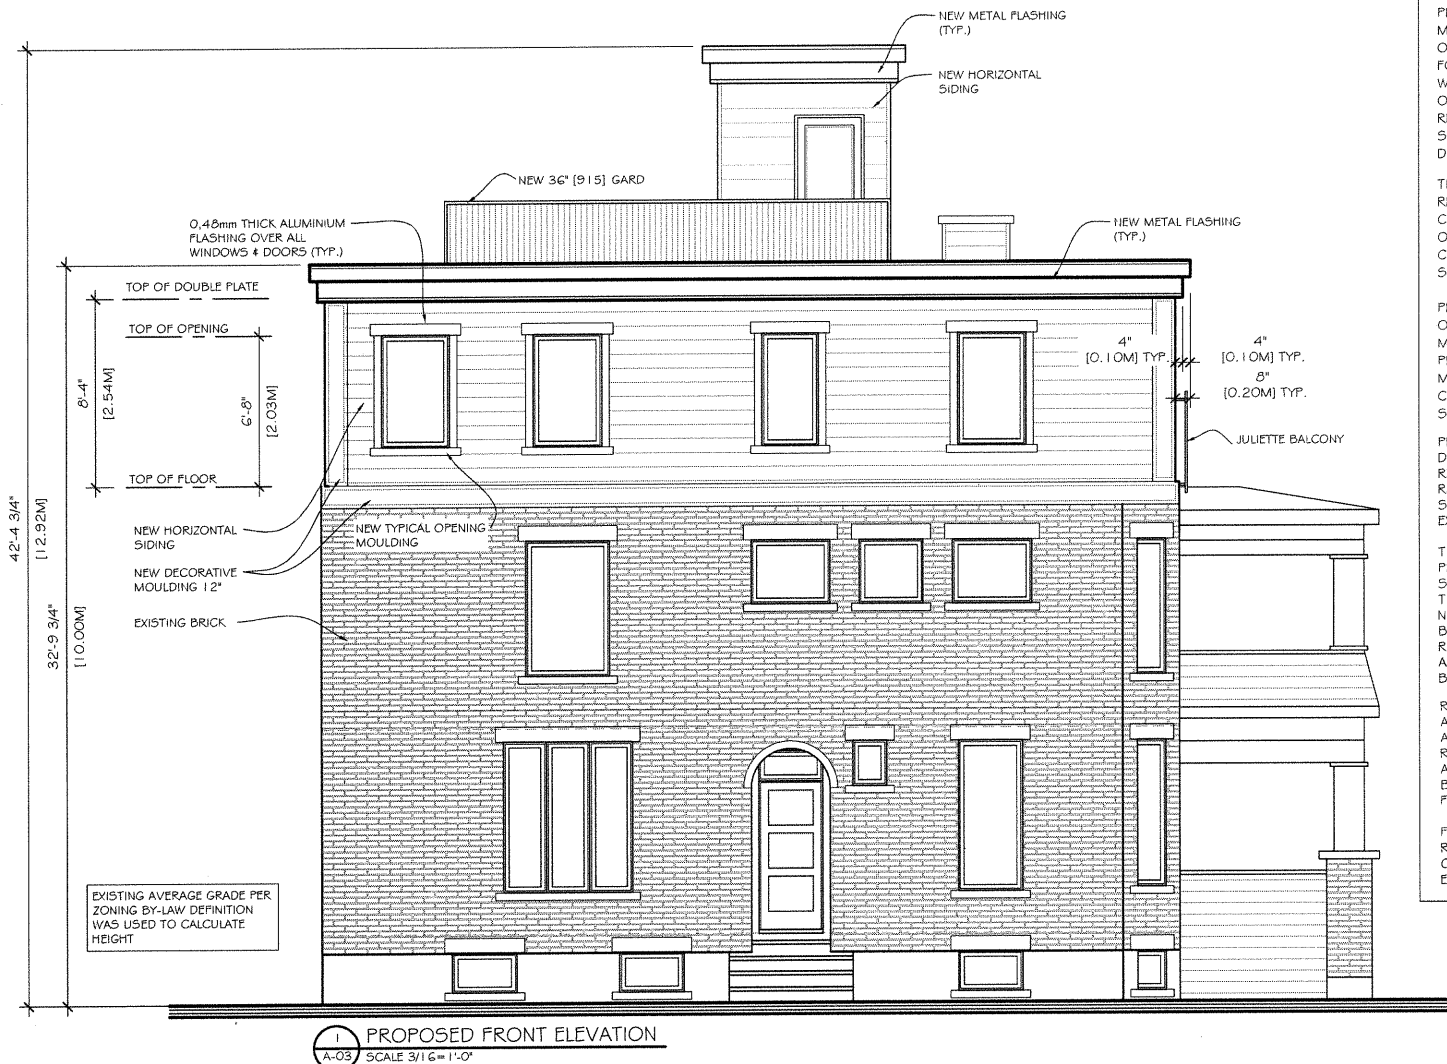 NEW METAL FLASHING
(TYP.)
NEW HORIZONTAL
SIDING
NEW 36" [915] GARD
0,48mm THICK ALUMINIUM
FLASHING OVER ALL
WINDOWS & DOORS (TYP.)
NEW METAL FLASHING
(TYP.)
TOP OF DOUBLE PLATE
TOP OF OPENING
8'-4"
[2.54M]
6'-8"
[2.03M]
4"
[0.10M] TYP.
4"
[0.10M] TYP.
8"
[0.20M] TYP.
JULIETTE BALCONY
TOP OF FLOOR
42'-4 3/4"
[12.92M]
32'-9 3/4"
[10.00M]
NEW HORIZONTAL
SIDING
NEW TYPICAL OPENING
MOULDING
NEW DECORATIVE
MOULDING 12"
EXISTING BRICK
EXISTING AVERAGE GRADE PER
ZONING BY-LAW DEFINITION
WAS USED TO CALCULATE
HEIGHT
1
A-03
PROPOSED FRONT ELEVATION
SCALE 3/16"= 1'-0"